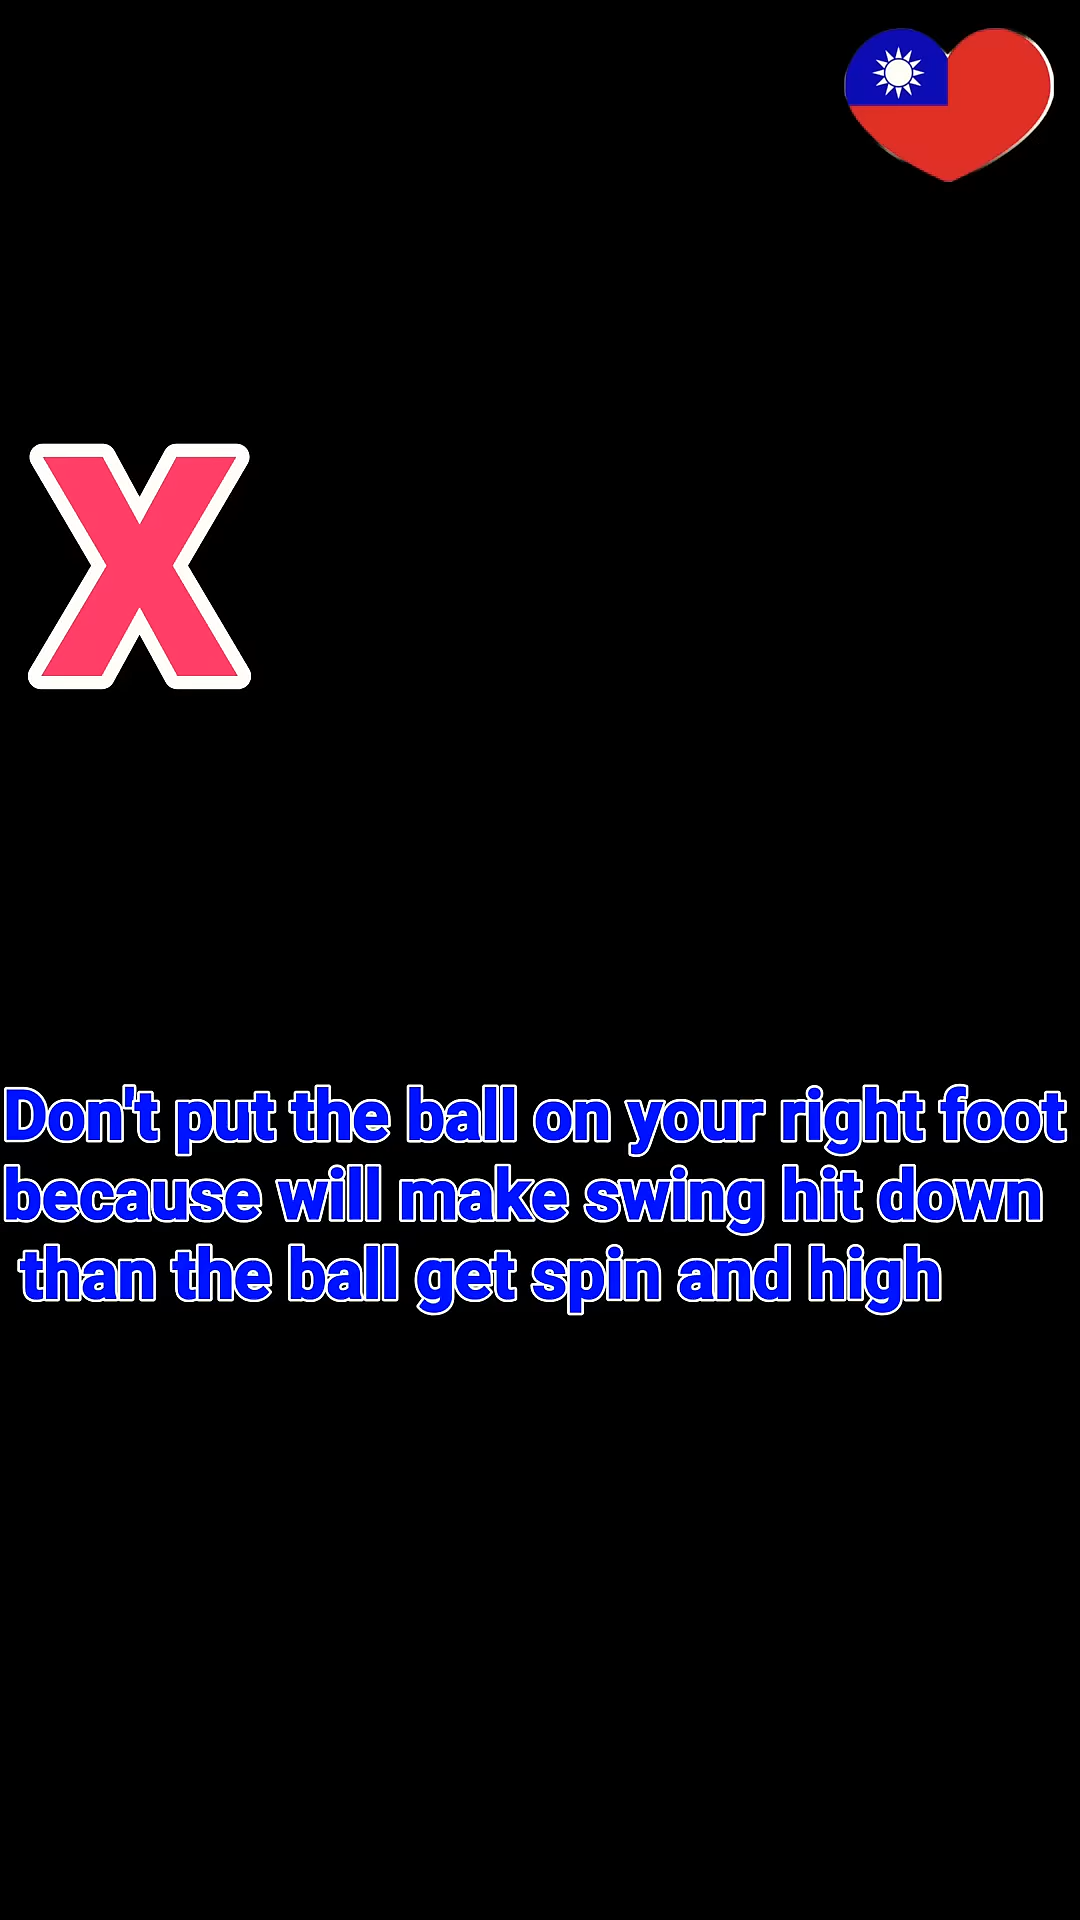 X
Don't put the ball on your right foot
because will make swing hit down
than the ball get spin and high